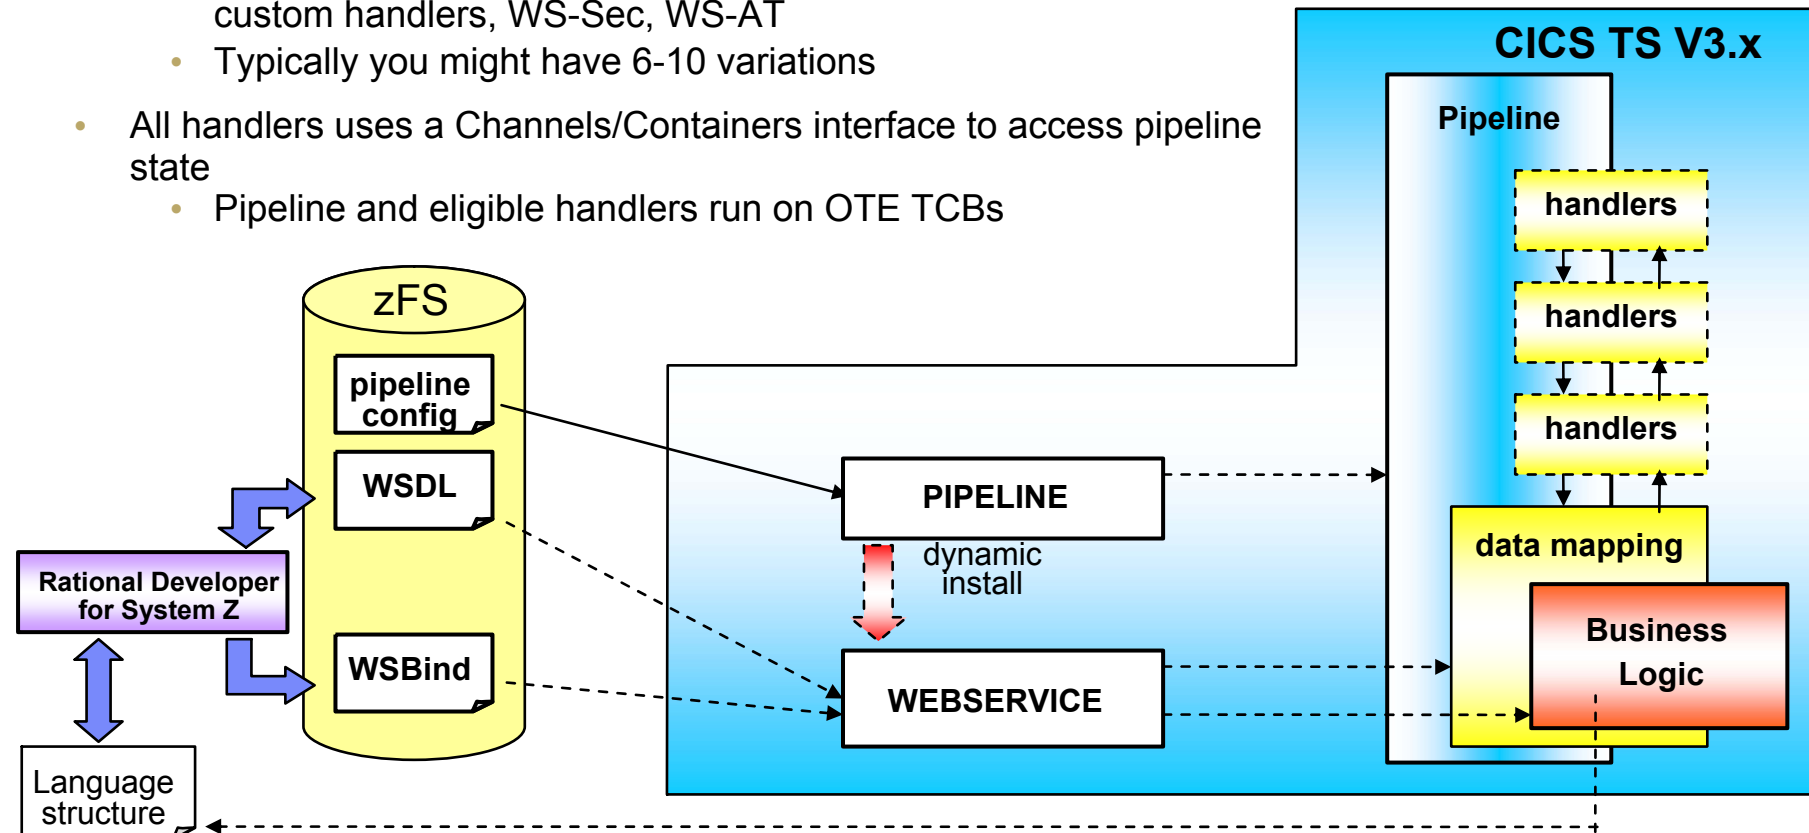 custom handlers, WS-Sec, WS-AT
• Typically you might have 6-10 variations
• All handlers uses a Channels/Containers interface to access pipeline
state
• Pipeline and eligible handlers run on OTE TCBs
CICS TS V3.x
Pipeline
handlers
handlers
handlers
data mapping
Business
Logic
zFS
pipeline
config
WSDL
WSBind
Rational Developer
for System Z
Language
structure
PIPELINE
dynamic
install
WEBSERVICE